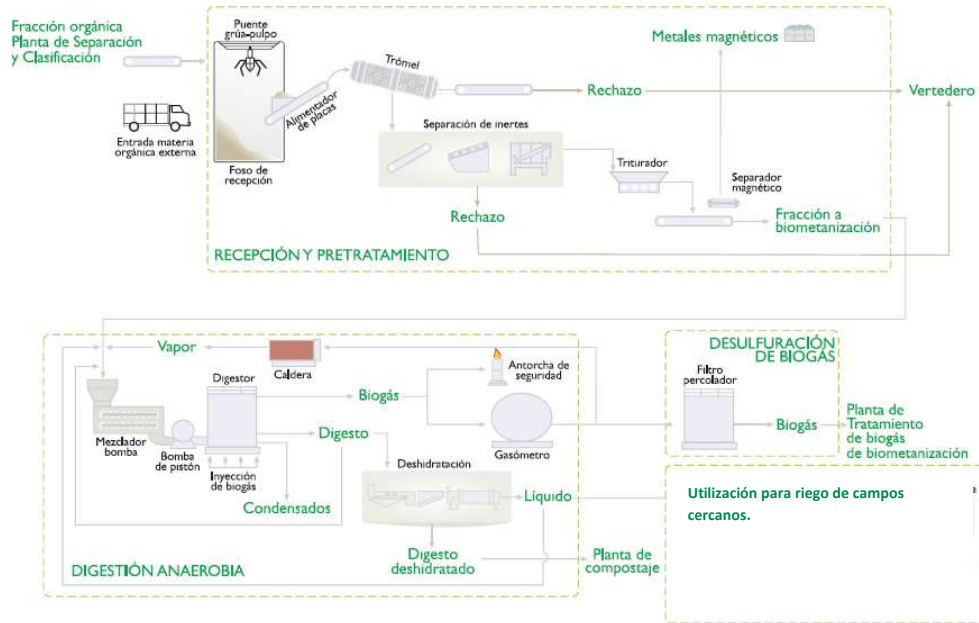 Fracción orgánica
Planta de Separación
y Clasificación
Entrada materia
orgánica externa
Puente
grúa-pulpo
Foso de
recepción
Alimentador
de placas
Trómel
Separación de inertes
Rechazo
Rechazo
Triturador
Metales magnéticos
Separador
magnético
Fracción a
biometanización
Vertedero
RECEPCIÓN Y PRETRATAMIENTO
Vapor
Caldera
Mezclador
bomba
Bomba
de pistón
Digestor
Inyección
de biogás
Biogás
Digesto
Condensados
Antorcha de
seguridad
Gasómetro
Deshidratación
Líquido
Digesto
deshidratado
Planta de
compostaje
DIGESTIÓN ANAEROBIA
DESULFURACIÓN
DE BIOGÁS
Filtro
percolador
Biogás
Planta de
Tratamiento
de biogás
de biometanización
Utilización para riego de campos
cercanos.